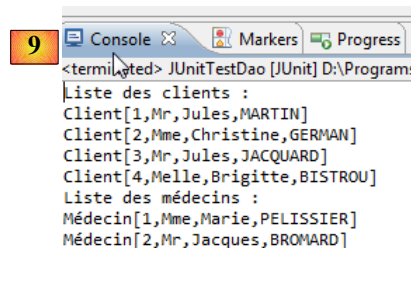 9
Console Markers Progress
<terminated> JUnitTestDao [JUnit] D:\Programs
Liste des clients :
Client[1,Mr,Jules,MARTIN]
Client[2,Mme,Christine,GERMAN]
Client[3,Mr,Jules,JACQUARD]
Client[4,Melle,Brigitte,BISTROU]
Liste des médecins :
Médecin[1,Mme,Marie,PELISSIER]
Médecin[2,Mr,Jacques,BROMARD]